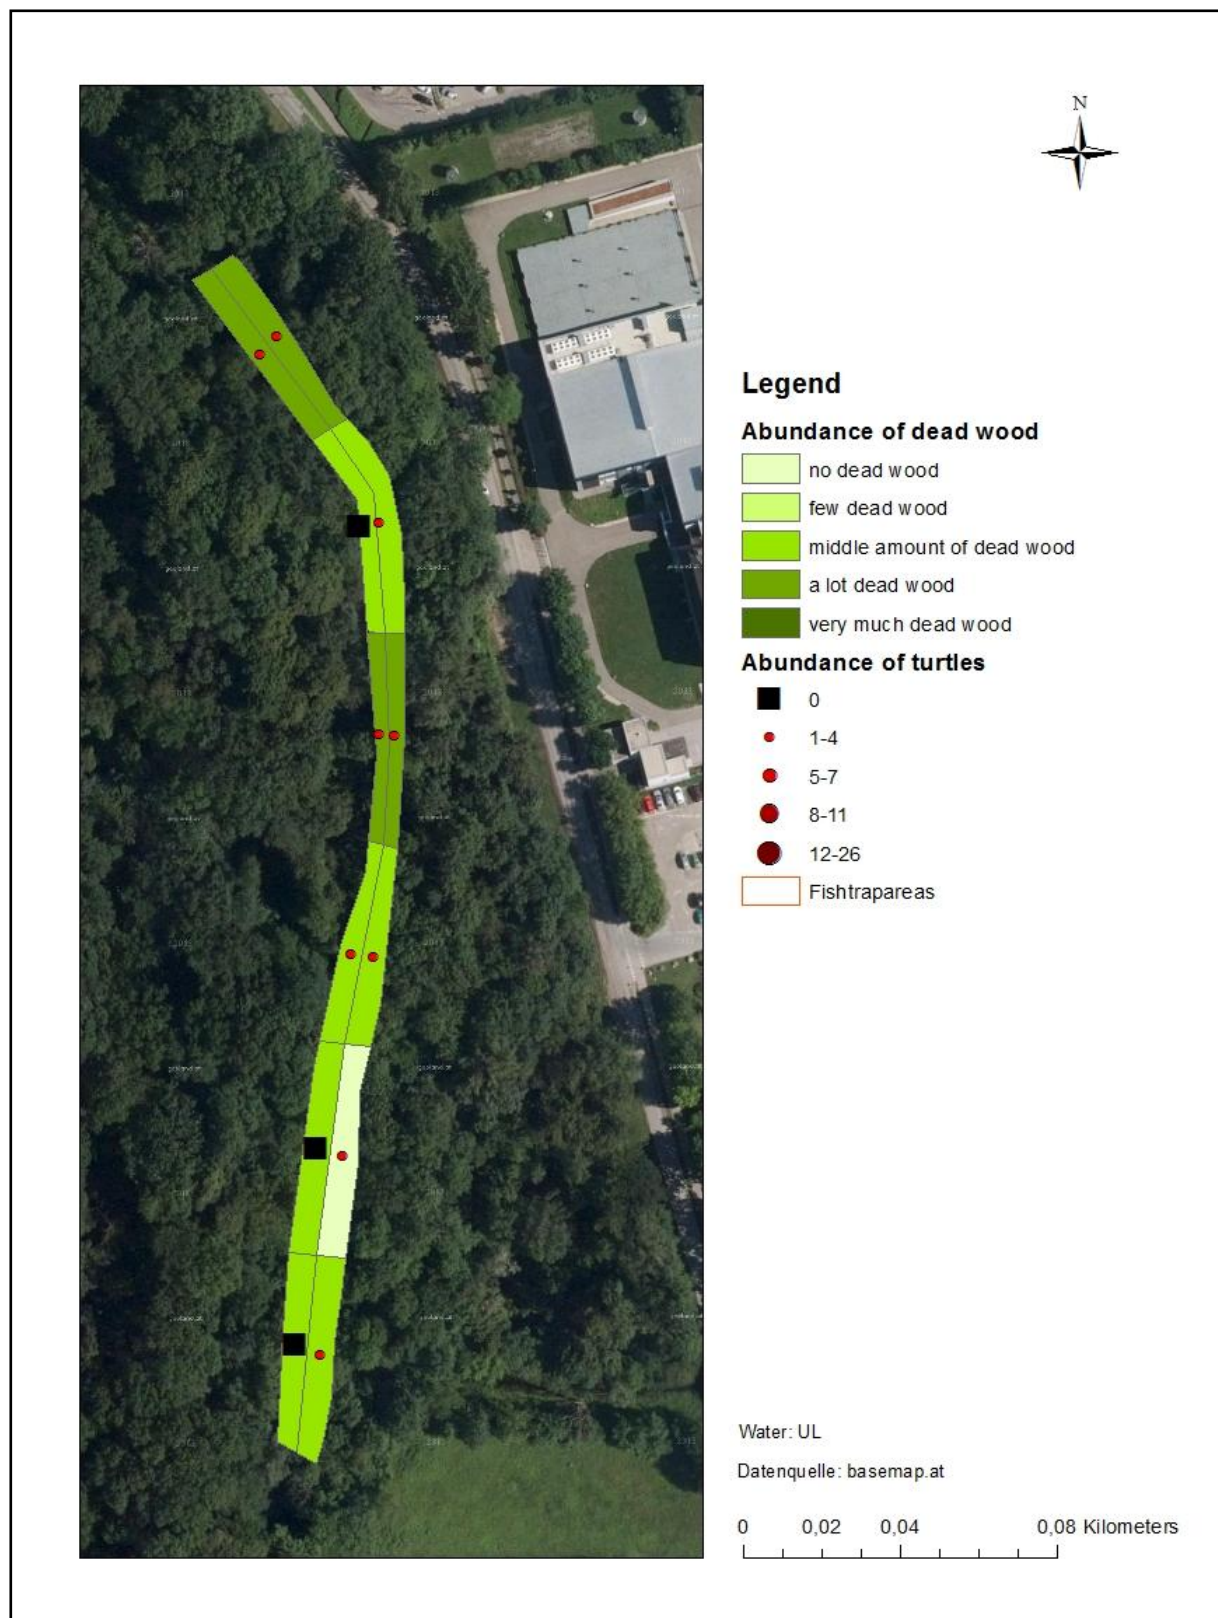 N
Legend
Abundance of dead wood
no dead wood
few dead wood
middle amount of dead wood
a lot dead wood
very much dead wood
Abundance of turtles
0
1-4
5-7
8-11
12-26
Fishtrapareas
Water: UL
Datenquelle: basemap.at
0 0,02 0,04 0,08 Kilometers